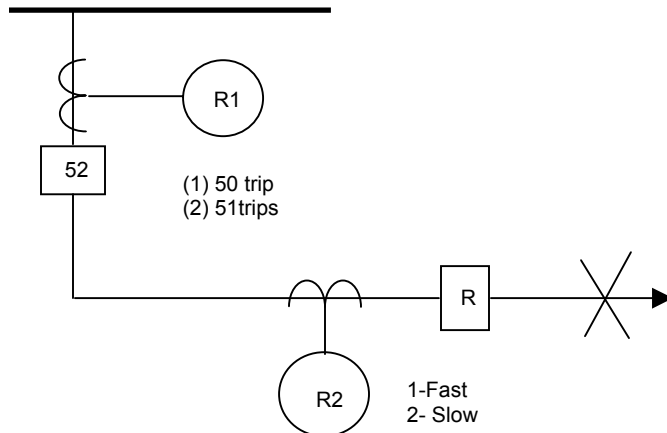 R1
52
(1) 50 trip
(2) 51trips
R
R2
1-Fast
2- Slow